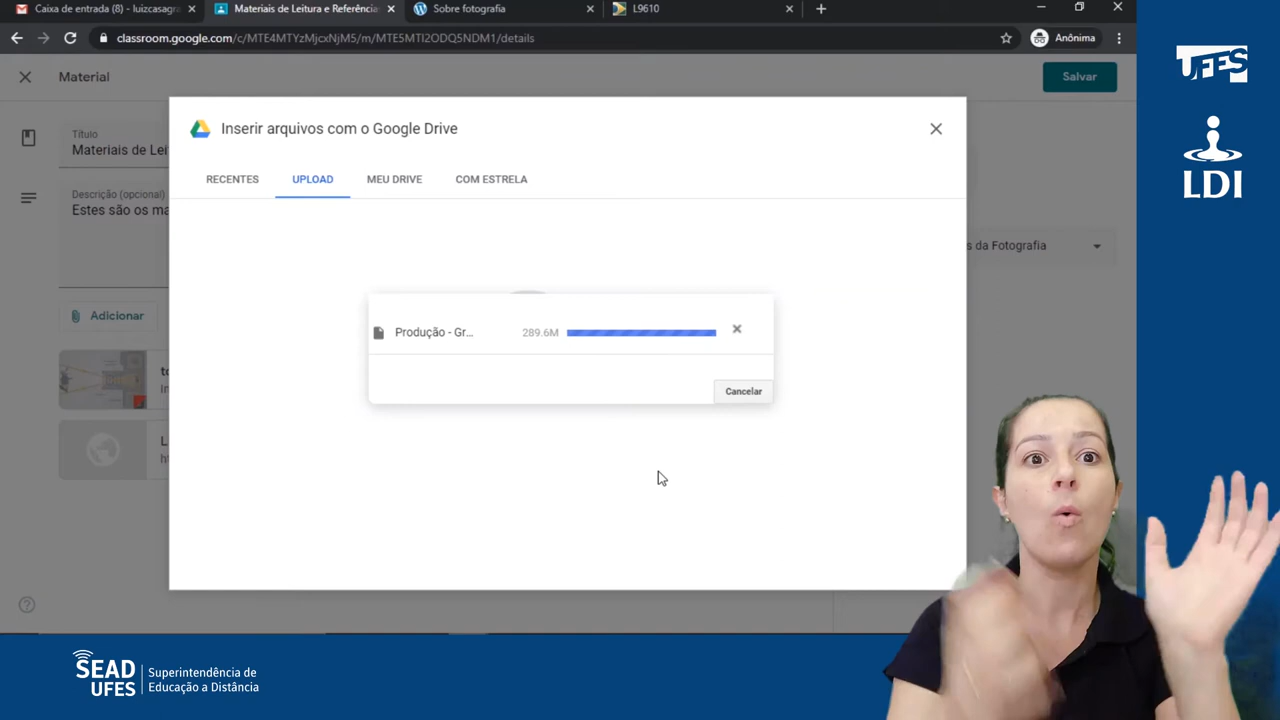 Caixa de entrada (8) - luizcasagra
Materiais de Leitura e Referência
Sobre fotografia
L9610
classroom.google.com/c/MTE4MTYzMjcxNjM5/m/MTE5MTI2ODQ5NDM1/details
Anônima
Material
Salvar
Inserir arquivos com o Google Drive
Título
Materiais de Lei
RECENTES
UPLOAD
MEU DRIVE
COM ESTRELA
Descrição (opcional)
Estes são os ma
s da Fotografia
Adicionar
Produção - Gr...
289.6M
Cancelar
UFES
LDI
SEAD
UFES
Superintendência de
Educação a Distância